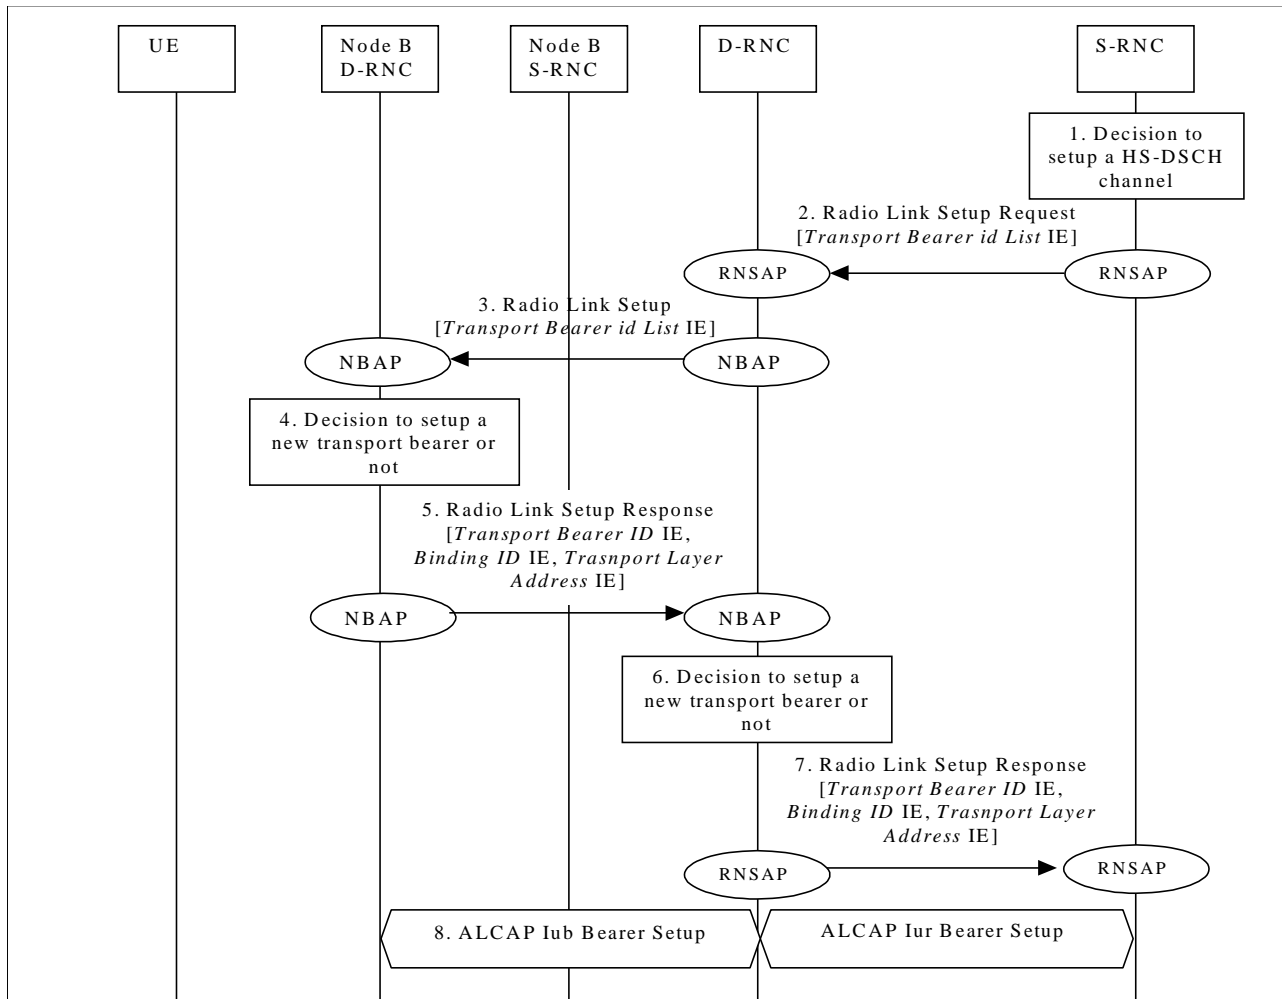 UE
Node B
D-RNC
Node B
S-RNC
D-RNC
S-RNC
1. Decision to
setup a HS-DSCH
channel
2. Radio Link Setup Request
[Transport Bearer id List IE]
RNSAP
RNSAP
3. Radio Link Setup
[Transport Bearer id List IE]
NBAP
NBAP
4. Decision to setup a
new transport bearer or
not
5. Radio Link Setup Response
[Transport Bearer ID IE,
Binding ID IE, Trasnport Layer
Address IE]
NBAP
NBAP
6. Decision to setup a
new transport bearer or
not
7. Radio Link Setup Response
[Transport Bearer ID IE,
Binding ID IE, Trasnport Layer
Address IE]
RNSAP
RNSAP
8. ALCAP Iub Bearer Setup
ALCAP Iur Bearer Setup